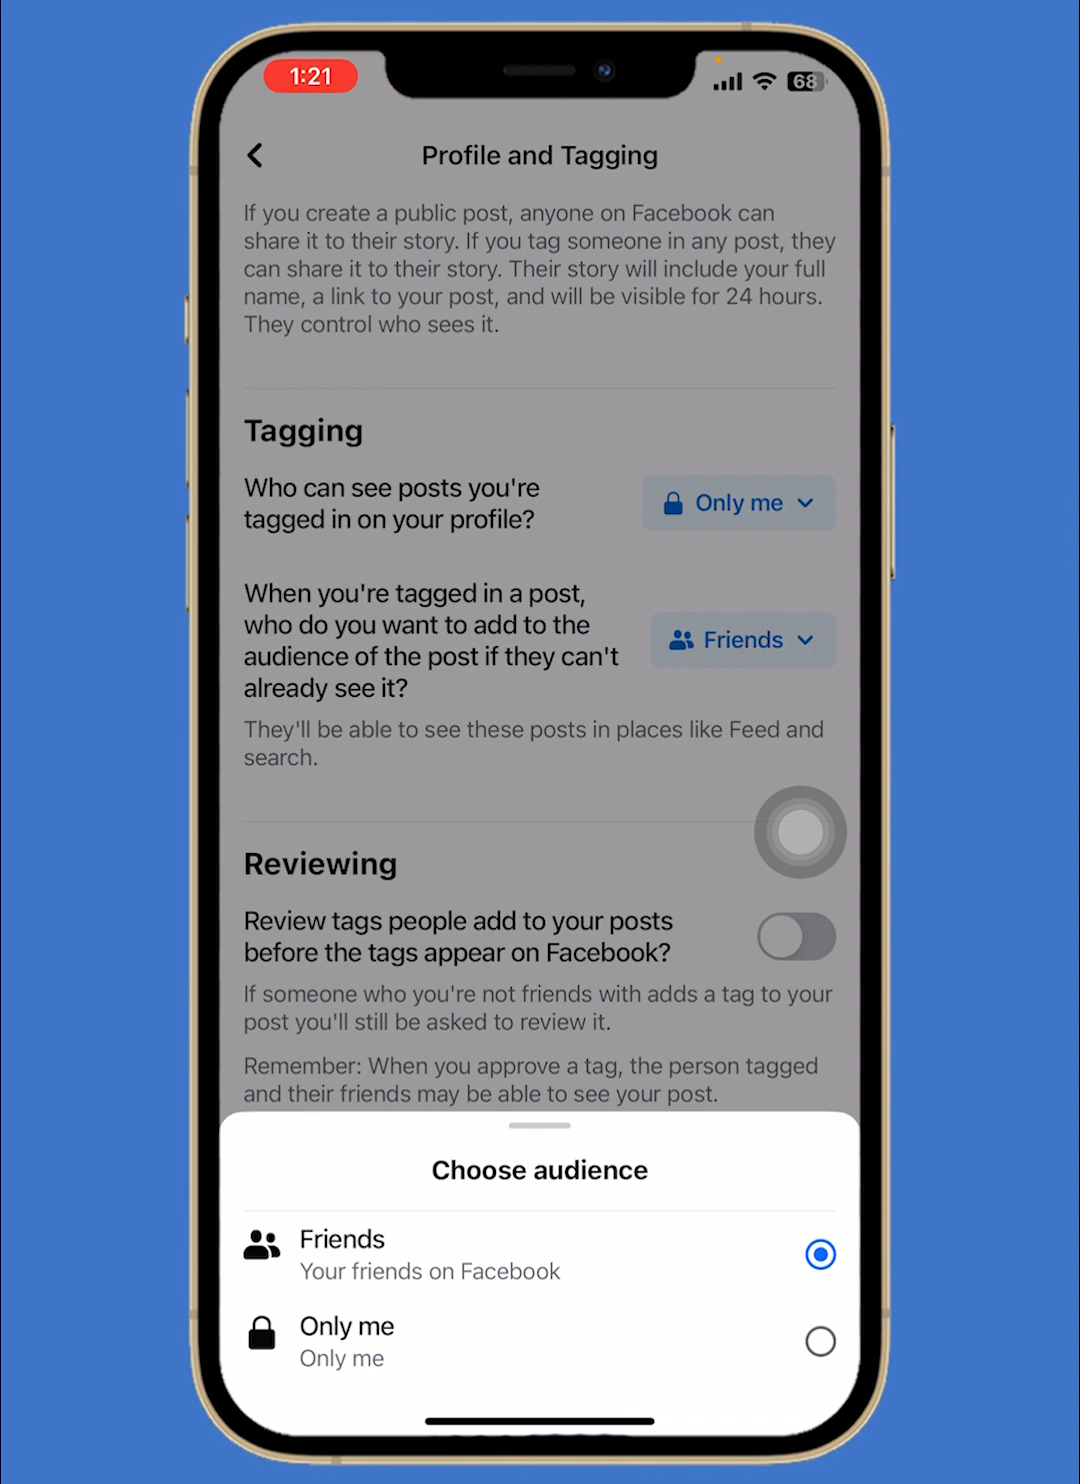 1:21
68
Profile and Tagging
If you create a public post, anyone on Facebook can
share it to their story. If you tag someone in any post, they
can share it to their story. Their story will include your full
name, a link to your post, and will be visible for 24 hours.
They control who sees it.
Tagging
Who can see posts you're
tagged in on your profile?
Only me
When you're tagged in a post,
who do you want to add to the
audience of the post if they can't
already see it?
Friends
They'll be able to see these posts in places like Feed and
search.
Reviewing
Review tags people add to your posts
before the tags appear on Facebook?
If someone who you're not friends with adds a tag to your
post you'll still be asked to review it.
Remember: When you approve a tag, the person tagged
and their friends may be able to see your post.
Choose audience
Friends
Your friends on Facebook
Only me
Only me